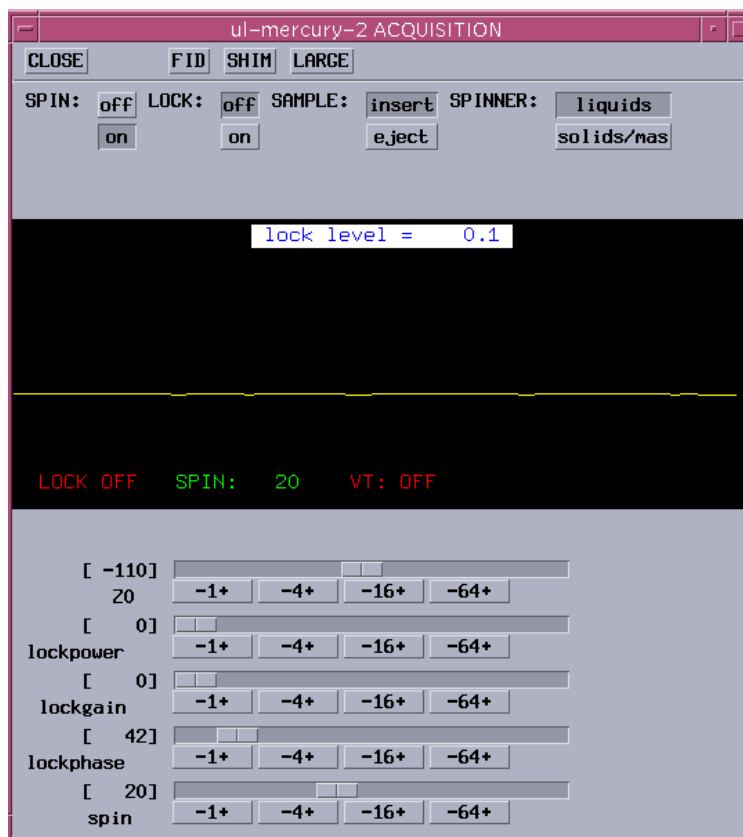 ul-mercury-2 ACQUISITION
CLOSE FID SHIM LARGE
SPIN: off LOCK: off SAMPLE: insert SPINNER: liquids
on on eject solids/mas
lock level = 0.1
LOCK OFF SPIN: 20 VT: OFF
[ -110]
Z0 -1+ -4+ -16+ -64+
[ 0]
lockpower -1+ -4+ -16+ -64+
[ 0]
lockgain -1+ -4+ -16+ -64+
[ 42]
lockphase -1+ -4+ -16+ -64+
[ 20]
spin -1+ -4+ -16+ -64+